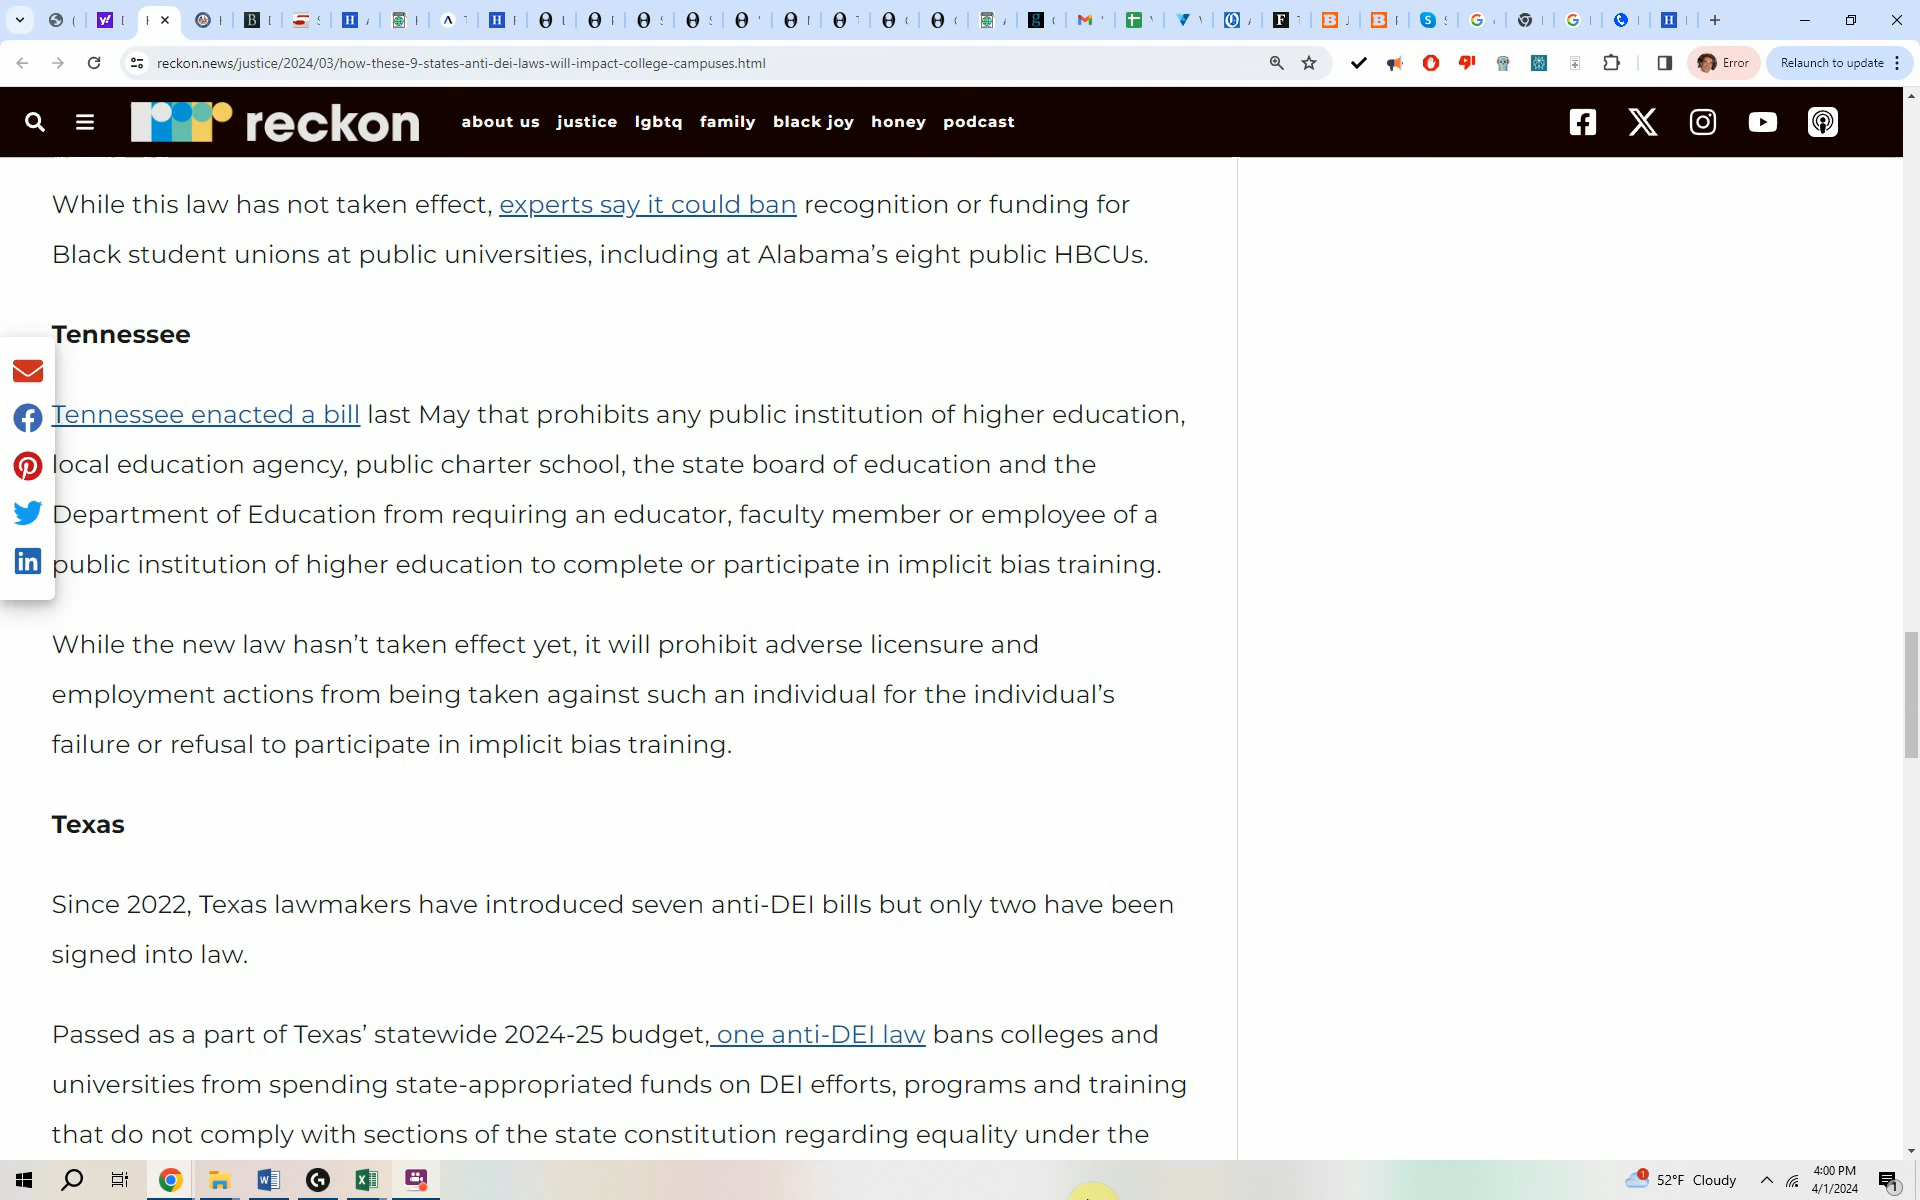 reckon.news/justice/2024/03/how-these-9-states-anti-dei-laws-will-impact-college-campuses.html
Error
Relaunch to update
reckon
about us justice lgbtq family black joy honey podcast
While this law has not taken effect, experts say it could ban recognition or funding for
Black student unions at public universities, including at Alabama’s eight public HBCUs.
Tennessee
Tennessee enacted a bill last May that prohibits any public institution of higher education,
local education agency, public charter school, the state board of education and the
Department of Education from requiring an educator, faculty member or employee of a
public institution of higher education to complete or participate in implicit bias training.
While the new law hasn’t taken effect yet, it will prohibit adverse licensure and
employment actions from being taken against such an individual for the individual’s
failure or refusal to participate in implicit bias training.
Texas
Since 2022, Texas lawmakers have introduced seven anti-DEI bills but only two have been
signed into law.
Passed as a part of Texas’ statewide 2024-25 budget, one anti-DEI law bans colleges and
universities from spending state-appropriated funds on DEI efforts, programs and training
that do not comply with sections of the state constitution regarding equality under the
52°F Cloudy
4:00 PM
4/1/2024